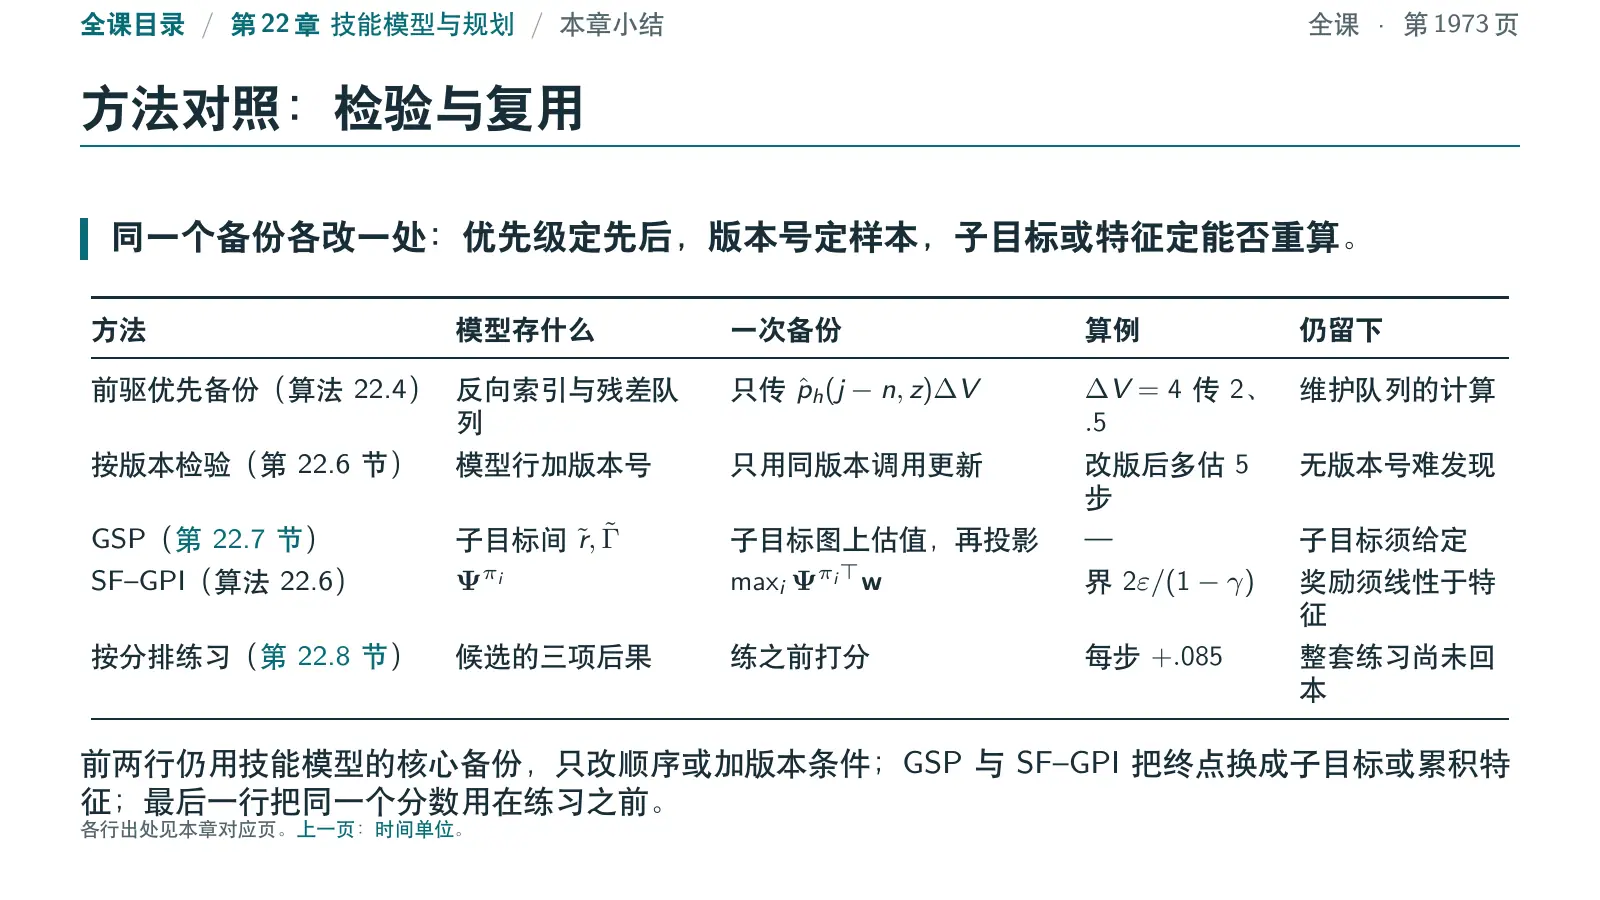 全课目录 / 第 22 章 技能模型与规划 / 本章小结
全课 · 第 1973 页
方法对照：检验与复用
同一个备份各改一处：优先级定先后，版本号定样本，子目标或特征定能否重算。
方法 模型存什么 一次备份 算例 仍留下
前驱优先备份（算法 22.4） 反向索引与残差队列 只传 p̂ₕ(j − n, z)ΔV ΔV = 4 传 2、.5 维护队列的计算
按版本检验（第 22.6 节） 模型行加版本号 只用同版本调用更新 改版后多估 5 步 无版本号难发现
GSP（第 22.7 节） 子目标间 r̃, Γ̃ 子目标图上估值，再投影 — 子目标须给定
SF–GPI（算法 22.6） Ψ^{π_i} max_i Ψ^{π_i⊤}w 界 2ε/(1 − γ) 奖励须线性于特征
按分排练习（第 22.8 节） 候选的三项后果 练之前打分 每步 +.085 整套练习尚未回本
前两行仍用技能模型的核心备份，只改顺序或加版本条件；GSP 与 SF–GPI 把终点换成子目标或累积特
征；最后一行把同一个分数用在练习之前。
各行出处见本章对应页。上一页：时间单位。